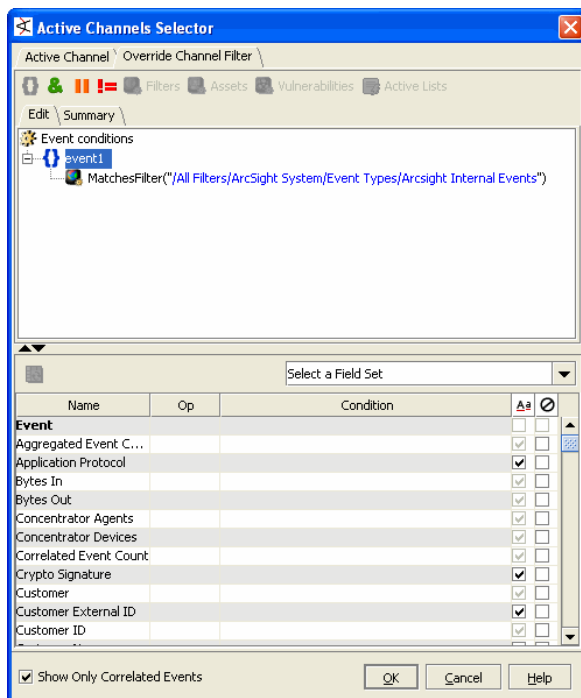 Active Channels Selector
Active Channel Override Channel Filter
& != Filters Assets Vulnerabilities Active Lists
Edit Summary
Event conditions
{} event1
MatchesFilter("/All Filters/ArcSight System/Event Types/Arcsight Internal Events")
Select a Field Set
Name Op Condition Aa
Event
Aggregated Event C...
Application Protocol
Bytes In
Bytes Out
Concentrator Agents
Concentrator Devices
Correlated Event Count
Crypto Signature
Customer
Customer External ID
Customer ID
Show Only Correlated Events OK Cancel Help